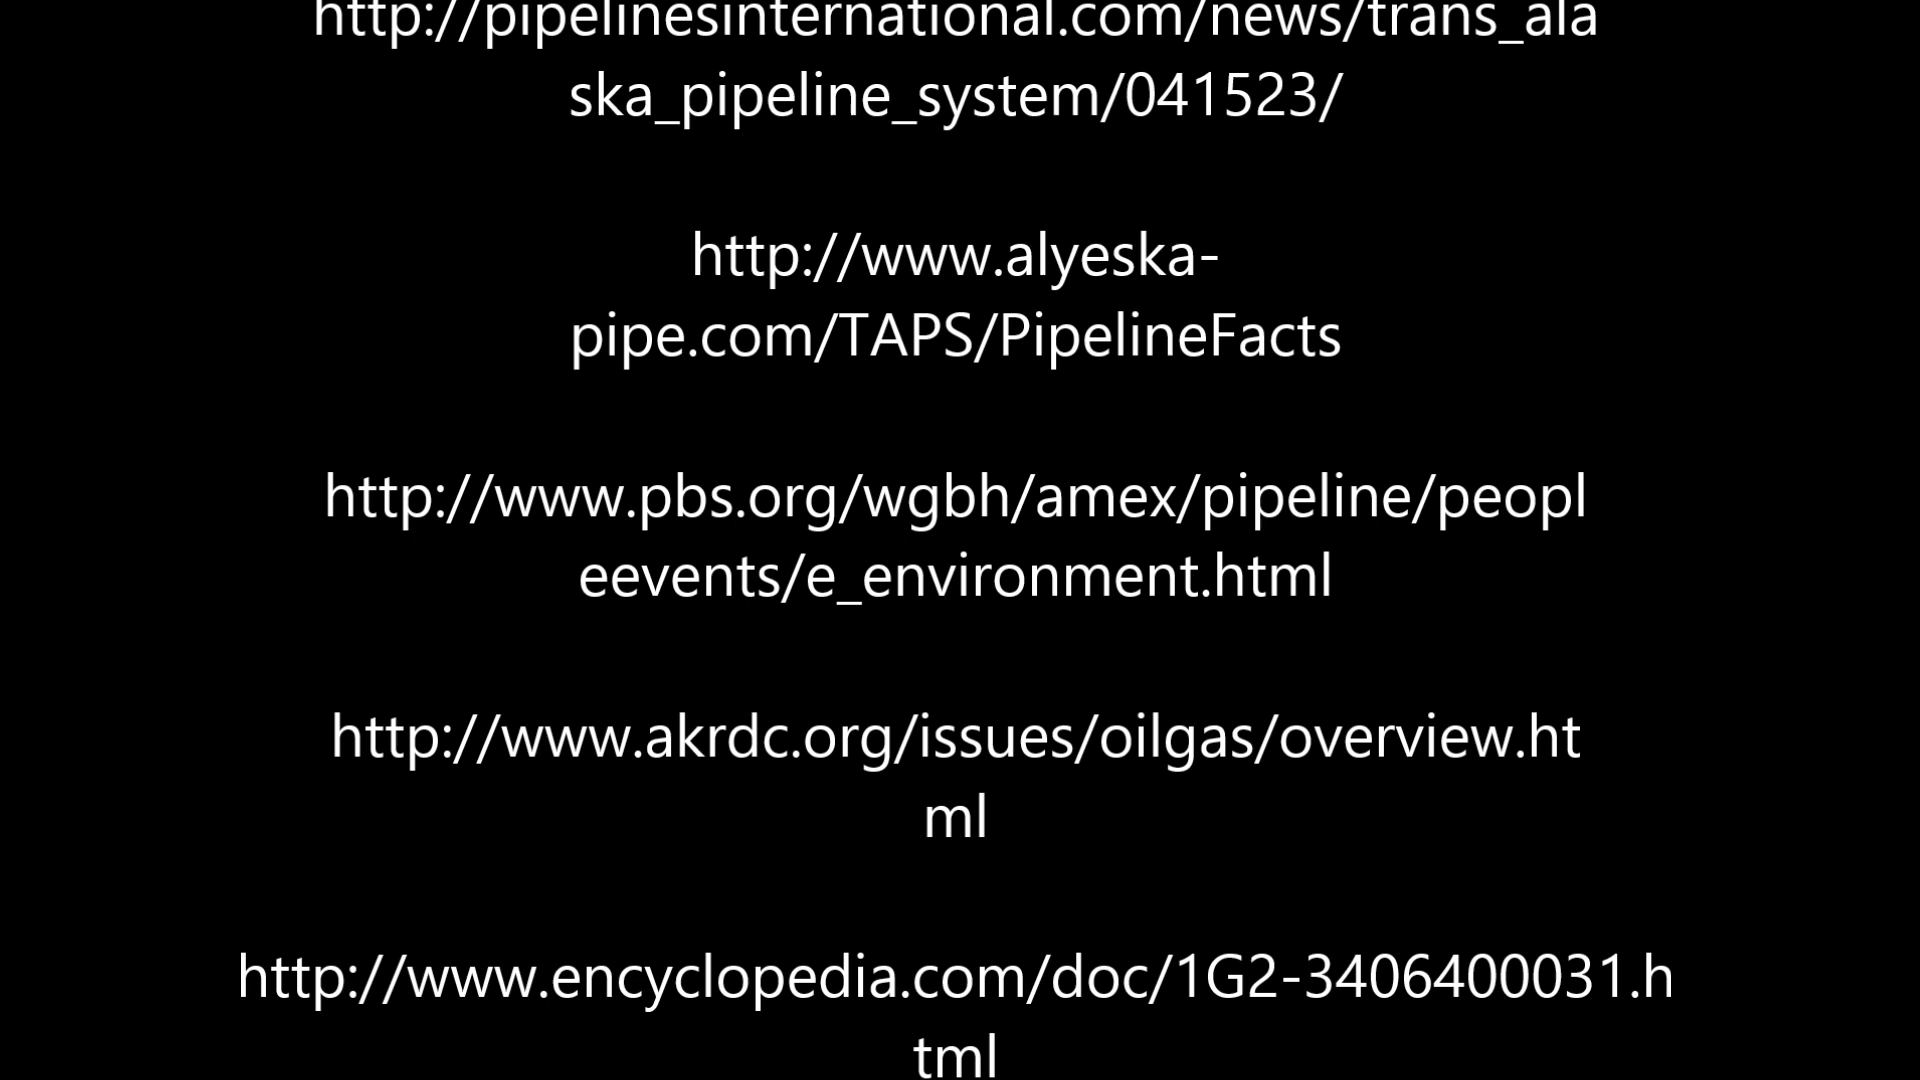 http://pipelinesinternational.com/news/trans_ala
ska_pipeline_system/041523/
http://www.alyeska-
pipe.com/TAPS/PipelineFacts
http://www.pbs.org/wgbh/amex/pipeline/peopl
eevents/e_environment.html
http://www.akrdc.org/issues/oilgas/overview.ht
ml
http://www.encyclopedia.com/doc/1G2-3406400031.h
tml